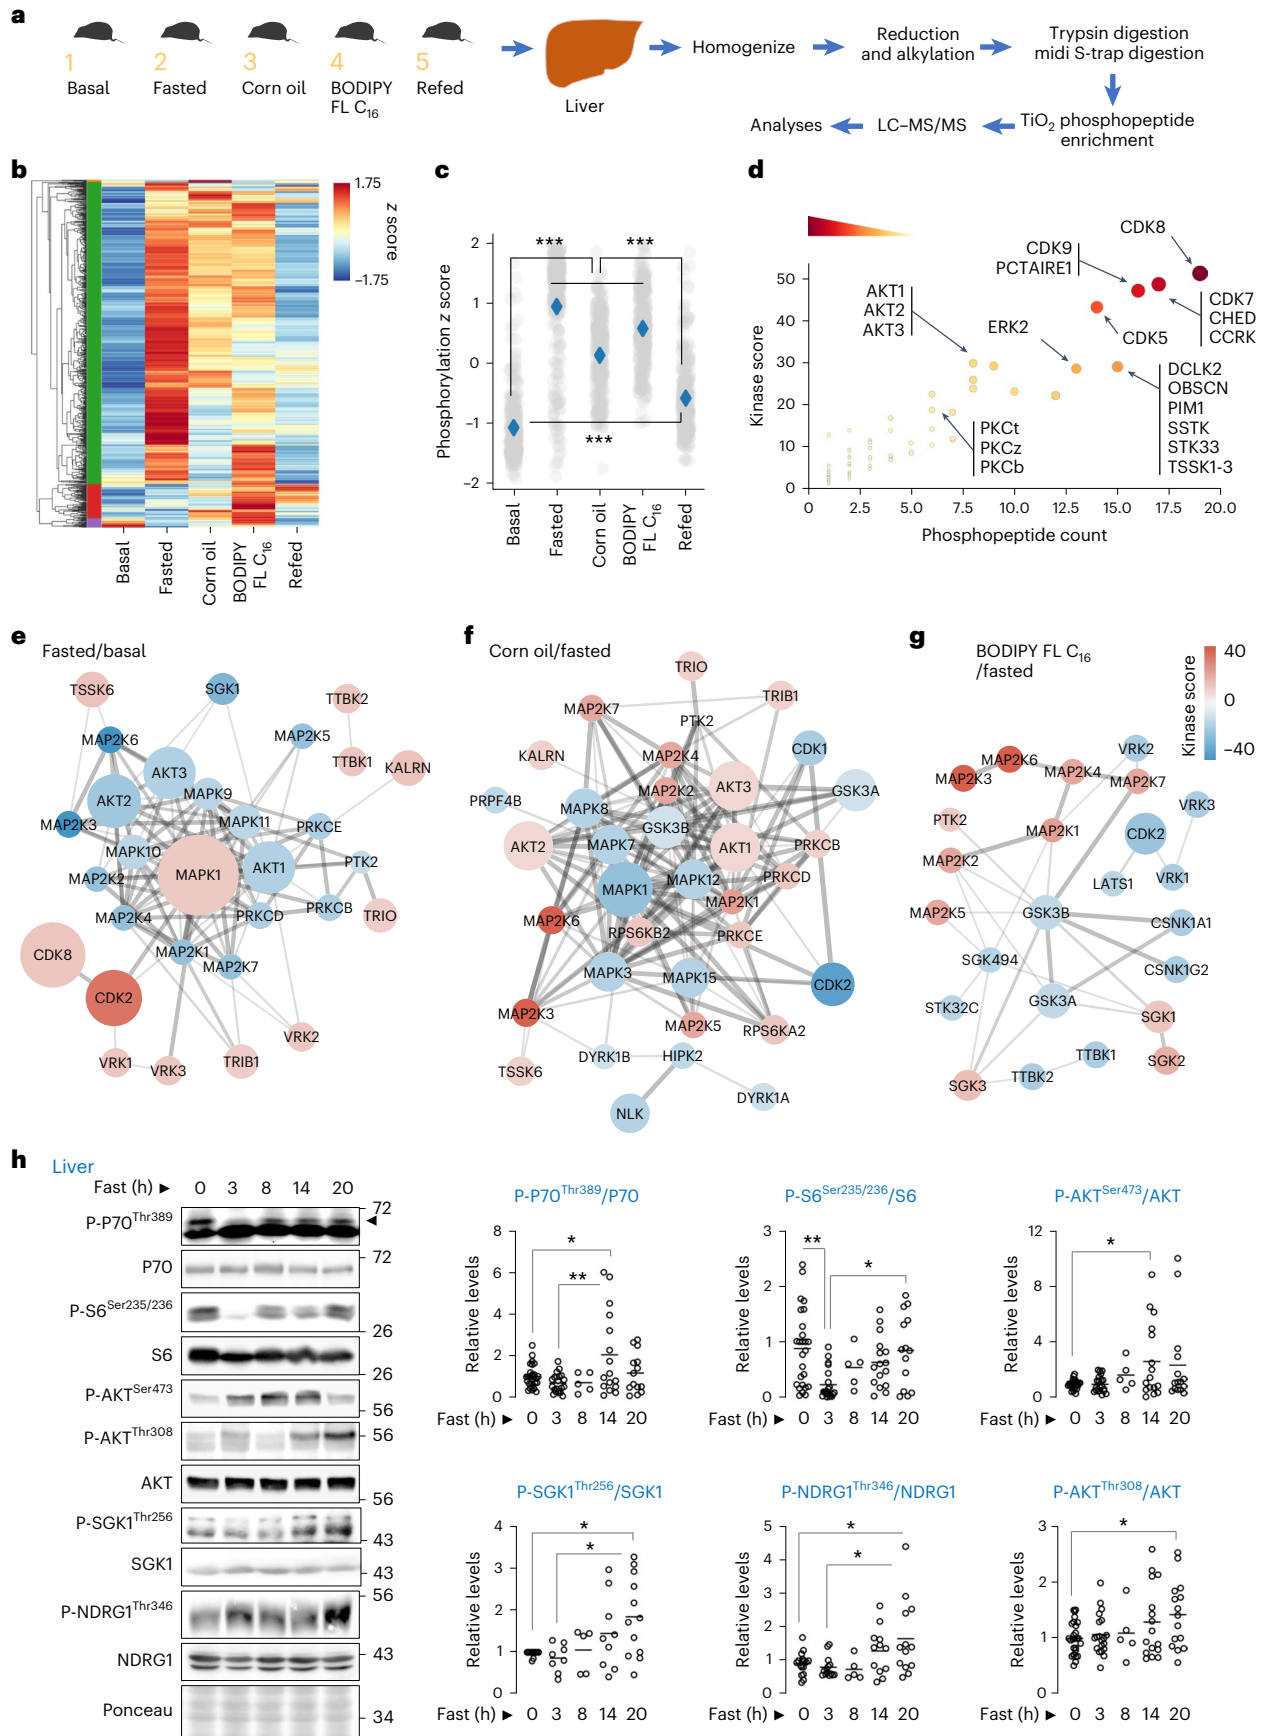 a
1 2 3 4 5
Basal Fasted Corn oil BODIPY FL C16 Refed
Liver
Homogenize
Reduction and alkylation
Trypsin digestion midi S-trap digestion
TiO2 phosphopeptide enrichment
LC–MS/MS
Analyses
b
1.75
z score
–1.75
Basal
Fasted
Corn oil
BODIPY FL C16
Refed
c
Phosphorylation z score
2
1
0
–1
–2
***
***
***
Basal
Fasted
Corn oil
BODIPY FL C16
Refed
d
Kinase score
50
40
30
20
10
0
0 2.5 5.0 7.5 10.0 12.5 15.0 17.5 20.0
Phosphopeptide count
CDK8
CDK9
PCTAIRE1
AKT1
AKT2
AKT3
ERK2
CDK5
CDK7
CHED
CCRK
DCLK2
OBSCN
PIM1
SSTK
STK33
TSSK1-3
PKCt
PKCz
PKCb
e
Fasted/basal
TSSK6
SGK1
TTBK2
MAP2K6
MAP2K5
TTBK1
KALRN
AKT3
AKT2
MAPK9
MAP2K3
MAPK11
PRKCE
MAPK10
MAPK1
AKT1
PTK2
MAP2K2
MAP2K4
PRKCD
PRKCB
TRIO
MAP2K1
MAP2K7
CDK8
CDK2
VRK2
VRK1
VRK3
TRIB1
f
Corn oil/fasted
TRIO
MAP2K7
TRIB1
PTK2
KALRN
MAP2K4
CDK1
MAP2K2
AKT3
GSK3A
PRPF4B
MAPK8
GSK3B
AKT2
MAPK7
AKT1
PRKCB
MAPK1
MAPK12
PRKCD
MAP2K1
MAP2K6
RPS6KB2
PRKCE
MAPK3
MAPK15
CDK2
MAP2K3
MAP2K5
RPS6KA2
TSSK6
DYRK1B
HIPK2
DYRK1A
NLK
g
BODIPY FL C16
/fasted
Kinase score
40
0
–40
MAP2K6
VRK2
MAP2K3
MAP2K4
MAP2K7
VRK3
PTK2
MAP2K1
CDK2
MAP2K2
LATS1
VRK1
MAP2K5
GSK3B
CSNK1A1
SGK494
CSNK1G2
STK32C
GSK3A
SGK1
TTBK1
SGK2
SGK3
TTBK2
h
Liver
Fast (h) ► 0 3 8 14 20
P-P70Thr389
72
P70
72
P-S6Ser235/236
26
S6
26
P-AKTSer473
56
P-AKTThr308
56
AKT
56
P-SGK1Thr256
43
SGK1
43
P-NDRG1Thr346
56
NDRG1
43
Ponceau
34
P-P70Thr389/P70
Relative levels
8
6
4
2
0
*
**
Fast (h) ► 0 3 8 14 20
P-S6Ser235/236/S6
Relative levels
3
2
1
0
**
*
Fast (h) ► 0 3 8 14 20
P-AKTSer473/AKT
Relative levels
12
8
4
0
*
Fast (h) ► 0 3 8 14 20
P-SGK1Thr256/SGK1
Relative levels
4
3
2
1
0
*
*
Fast (h) ► 0 3 8 14 20
P-NDRG1Thr346/NDRG1
Relative levels
5
4
3
2
1
0
*
*
Fast (h) ► 0 3 8 14 20
P-AKTThr308/AKT
Relative levels
3
2
1
0
*
Fast (h) ► 0 3 8 14 20